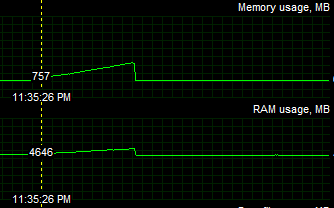 Memory usage, MB
757
11:35:26 PM
RAM usage, MB
4646
11:35:26 PM